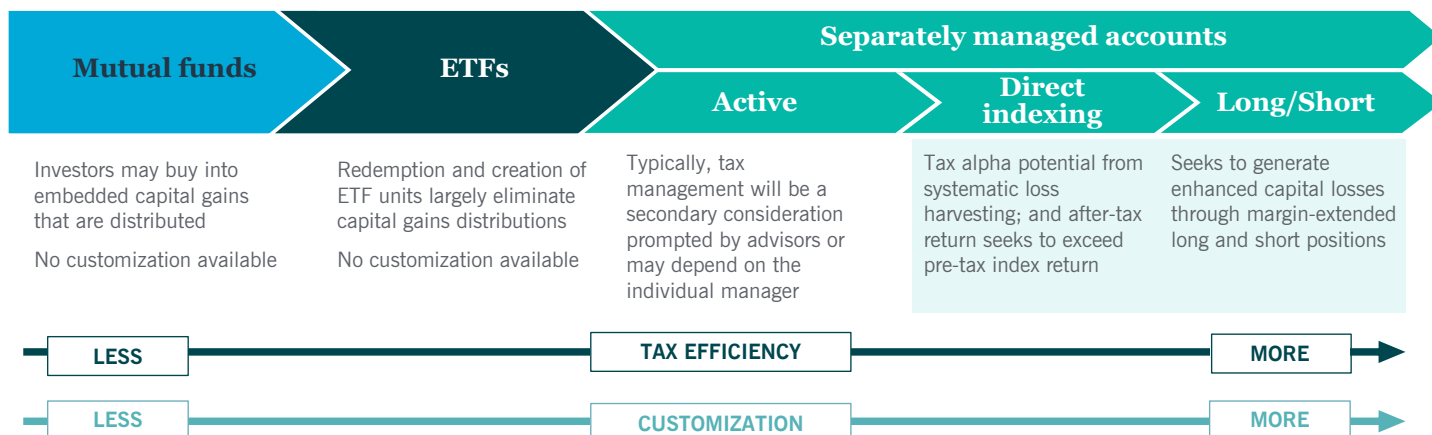 Mutual funds
ETFs
Separately managed accounts
Active
Direct
indexing
Long/Short
Investors may buy into
embedded capital gains
that are distributed
No customization available
Redemption and creation of
ETF units largely eliminate
capital gains distributions
No customization available
Typically, tax
management will be a
secondary consideration
prompted by advisors or
may depend on the
individual manager
Tax alpha potential from
systematic loss
harvesting; and after-tax
return seeks to exceed
pre-tax index return
Seeks to generate
enhanced capital losses
through margin-extended
long and short positions
LESS
TAX EFFICIENCY
MORE
LESS
CUSTOMIZATION
MORE